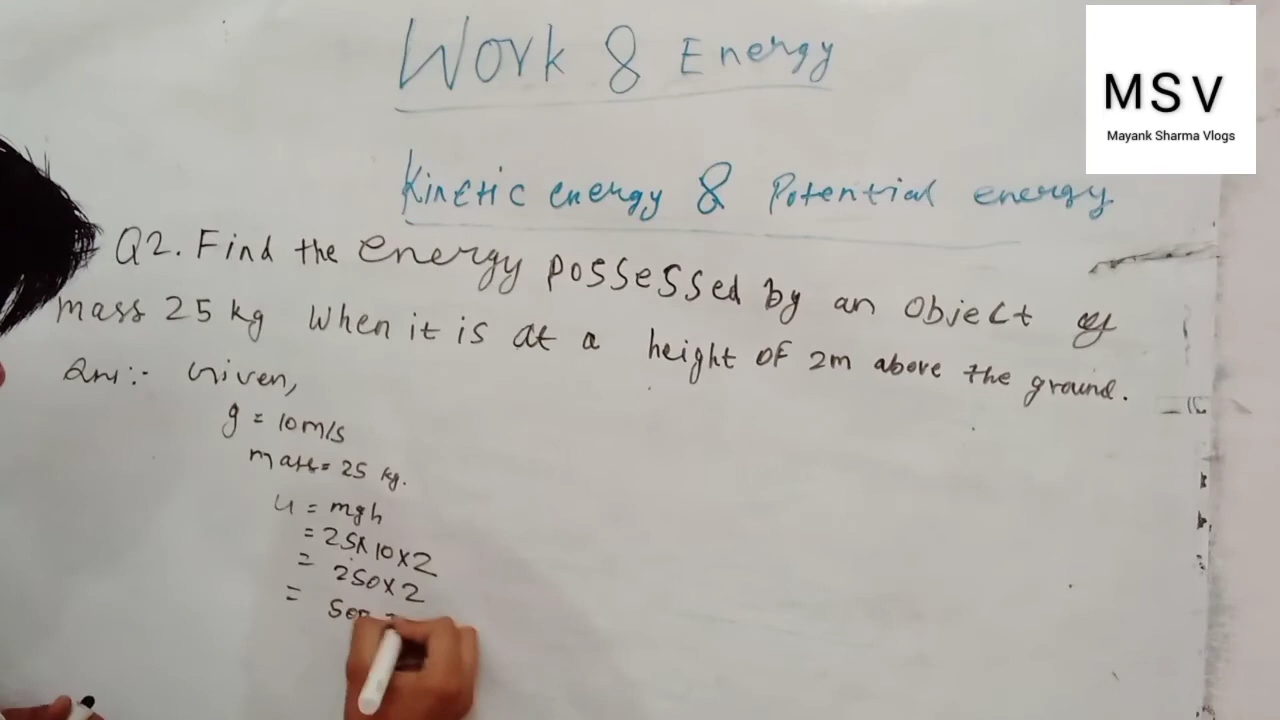 Work & Energy
MSV
Mayank Sharma Vlogs
Kinetic energy & Potential energy
Q2. Find the energy possessed by an object of
mass 25 kg When it is at a height of 2m above the ground.
Ans:- Given,
g = 10m/s
mass = 25 kg.
U = mgh
= 25x10x2
= 250x2
= 500